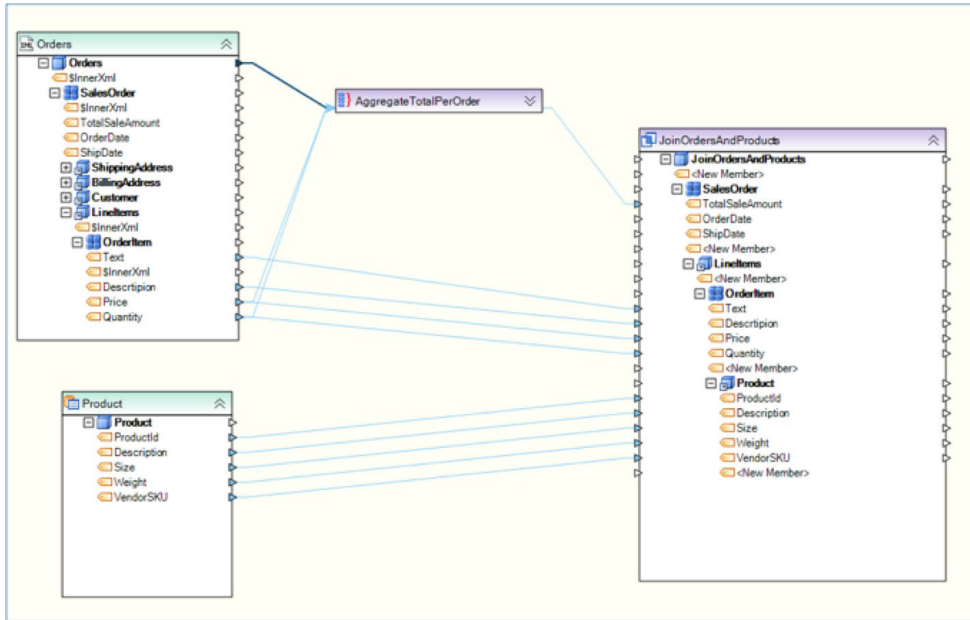 XML Orders
Orders
$InnerXml
SalesOrder
$InnerXml
TotalSaleAmount
OrderDate
ShipDate
ShippingAddress
BillingAddress
Customer
LineItems
$InnerXml
OrderItem
Text
$InnerXml
Descrtipion
Price
Quantity
AggregateTotalPerOrder
JoinOrdersAndProducts
JoinOrdersAndProducts
<New Member>
SalesOrder
TotalSaleAmount
OrderDate
ShipDate
<New Member>
LineItems
<New Member>
OrderItem
Text
Descrtipion
Price
Quantity
<New Member>
Product
ProductId
Description
Size
Weight
VendorSKU
<New Member>
Product
Product
ProductId
Description
Size
Weight
VendorSKU